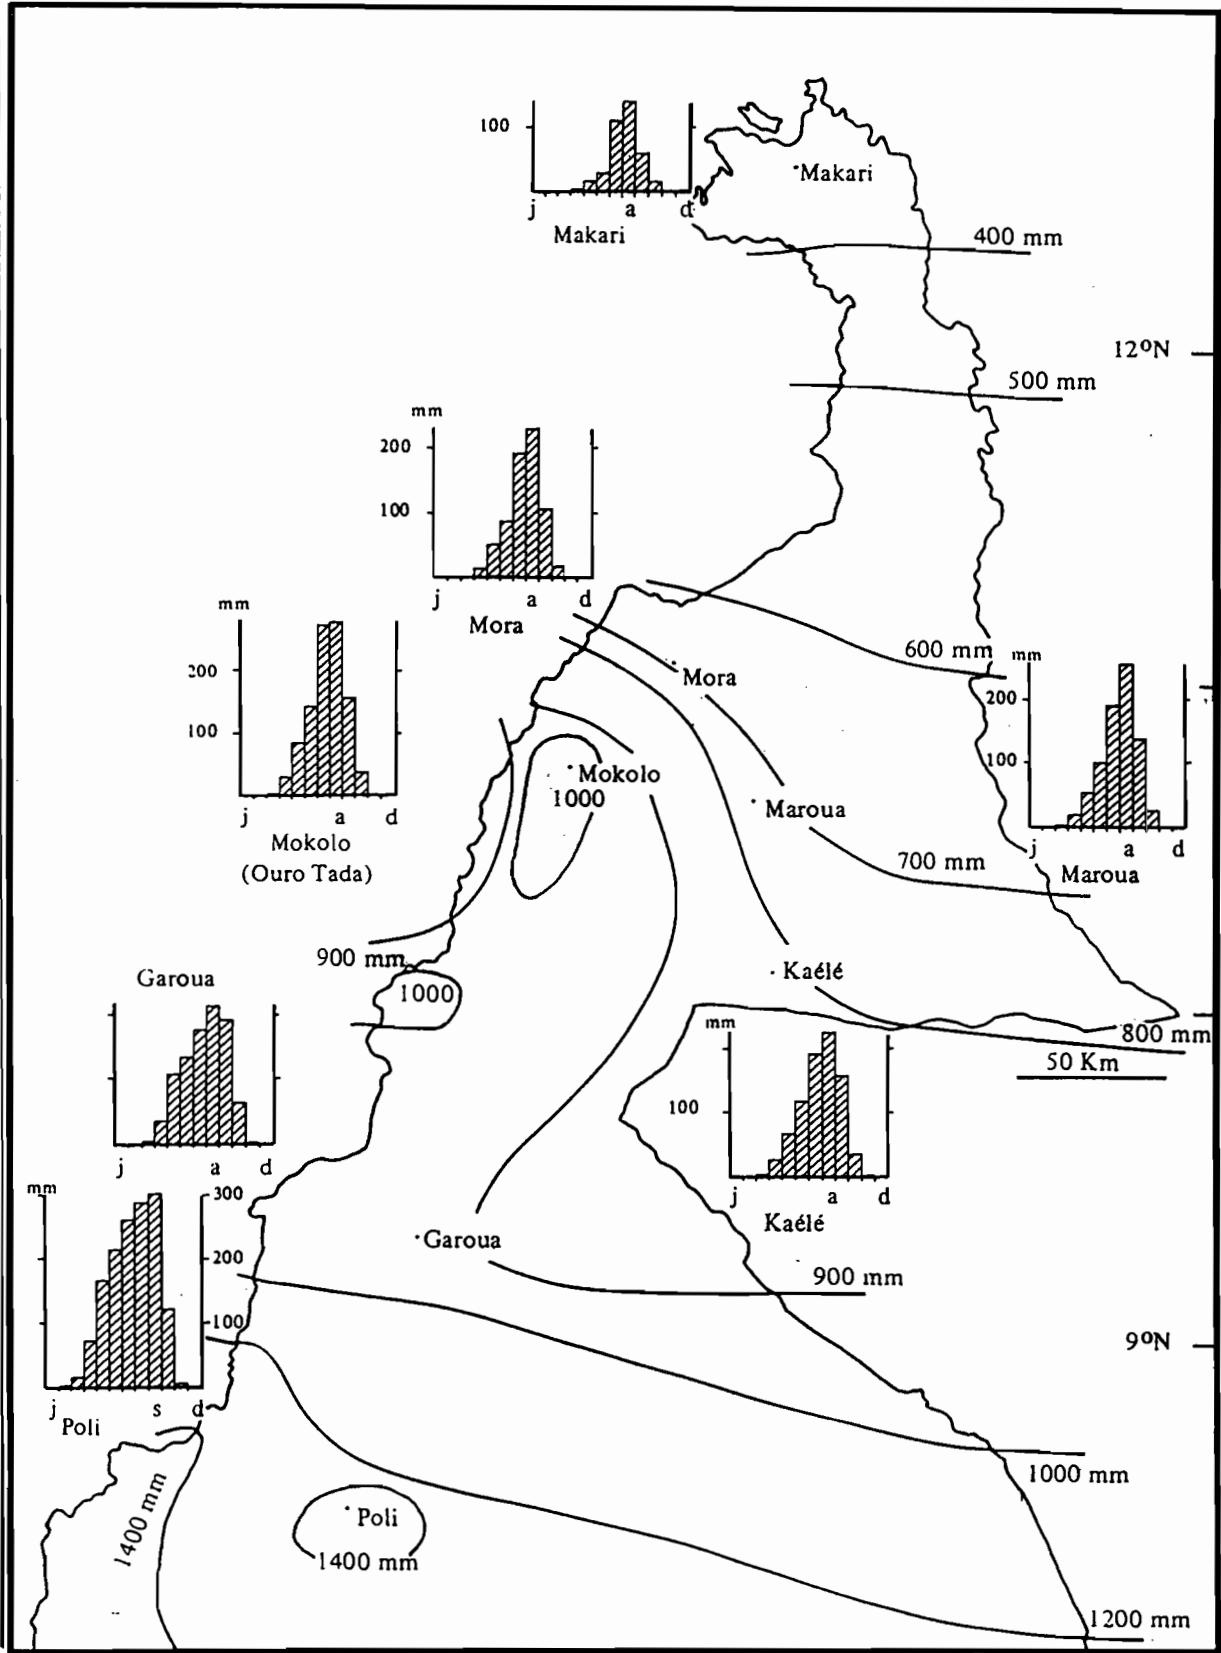 100
j a d
Makari
Makari
400 mm
12°N
500 mm
mm
200
100
j a d
Mora
600 mm
mm
200
100
j a d
Mokolo
(Ouro Tada)
Mora
mm
200
100
j a d
Maroua
Mokolo
1000
Maroua
700 mm
900 mm
1000
Kaélé
Garoua
j a d
800 mm
50 Km
mm
100
j a d
Kaélé
mm
300
200
100
j s d
Poli
Garoua
900 mm
9°N
1000 mm
1400 mm
Poli
1400 mm
1200 mm